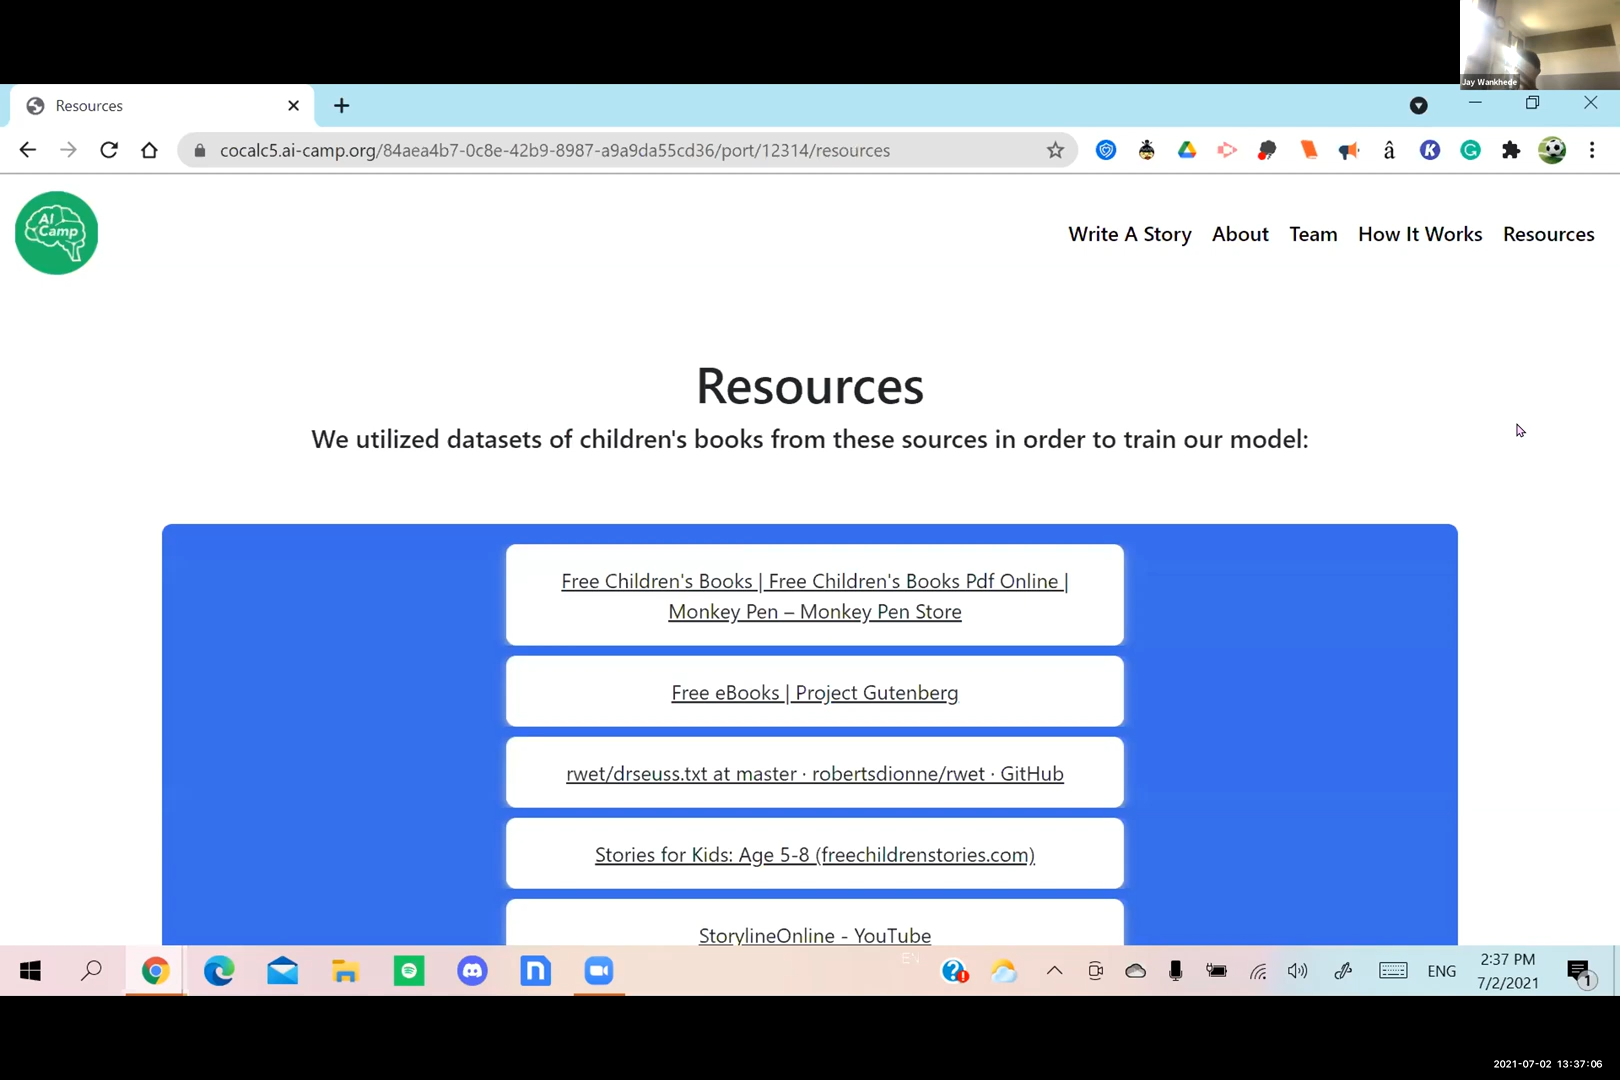 Jay Wankhede
Resources
cocalc5.ai-camp.org/84aea4b7-0c8e-42b9-8987-a9a9da55cd36/port/12314/resources
AI
Camp
Write A Story
About
Team
How It Works
Resources
Resources
We utilized datasets of children's books from these sources in order to train our model:
Free Children's Books | Free Children's Books Pdf Online |
Monkey Pen – Monkey Pen Store
Free eBooks | Project Gutenberg
rwet/drseuss.txt at master · robertsdionne/rwet · GitHub
Stories for Kids: Age 5-8 (freechildrenstories.com)
StorylineOnline - YouTube
EN
ENG
2:37 PM
7/2/2021
1
2021-07-02 13:37:06